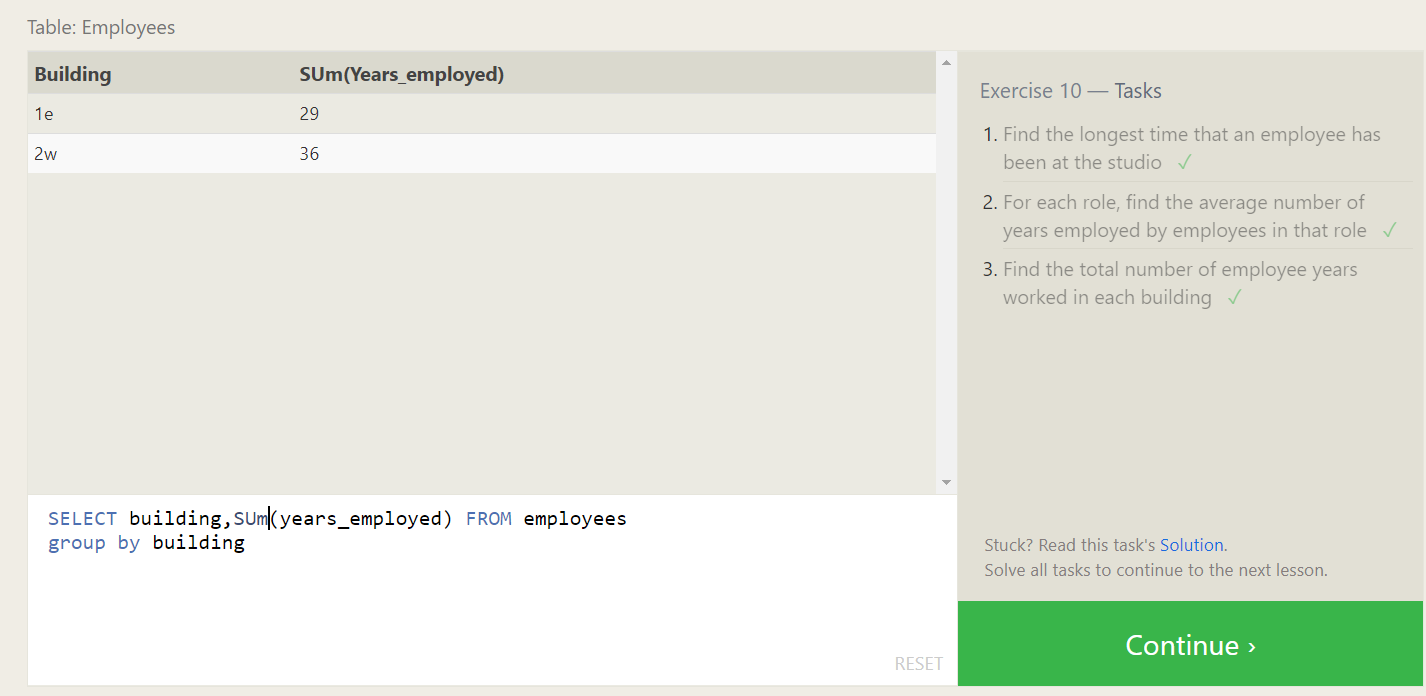 Table: Employees
Building SUm(Years_employed)
1e 29
2w 36
SELECT building,SUm(years_employed) FROM employees
group by building
RESET
Exercise 10 — Tasks
1. Find the longest time that an employee has
been at the studio ✓
2. For each role, find the average number of
years employed by employees in that role ✓
3. Find the total number of employee years
worked in each building ✓
Stuck? Read this task's Solution.
Solve all tasks to continue to the next lesson.
Continue ›